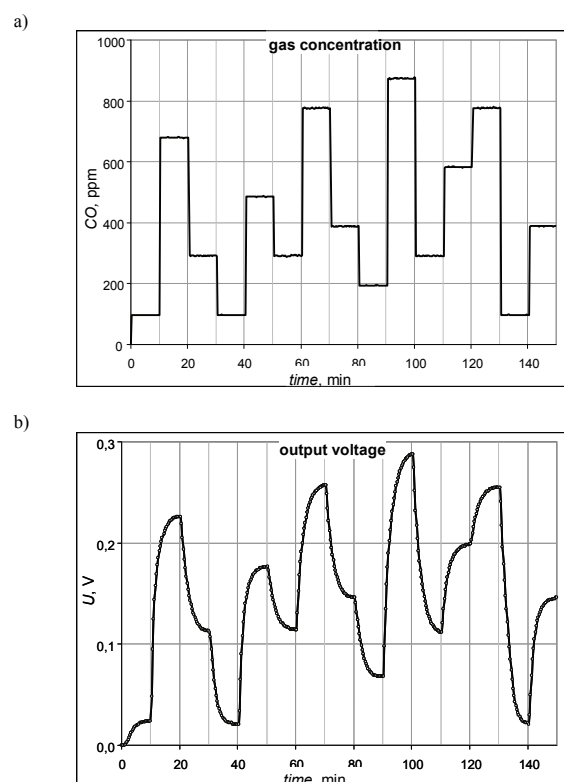 a)
gas concentration
1000
800
600
400
200
0
CO, ppm
0 20 40 60 80 100 120 140
time, min
b)
output voltage
0,3
0,2
0,1
0,0
U, V
0 20 40 60 80 100 120 140
time, min